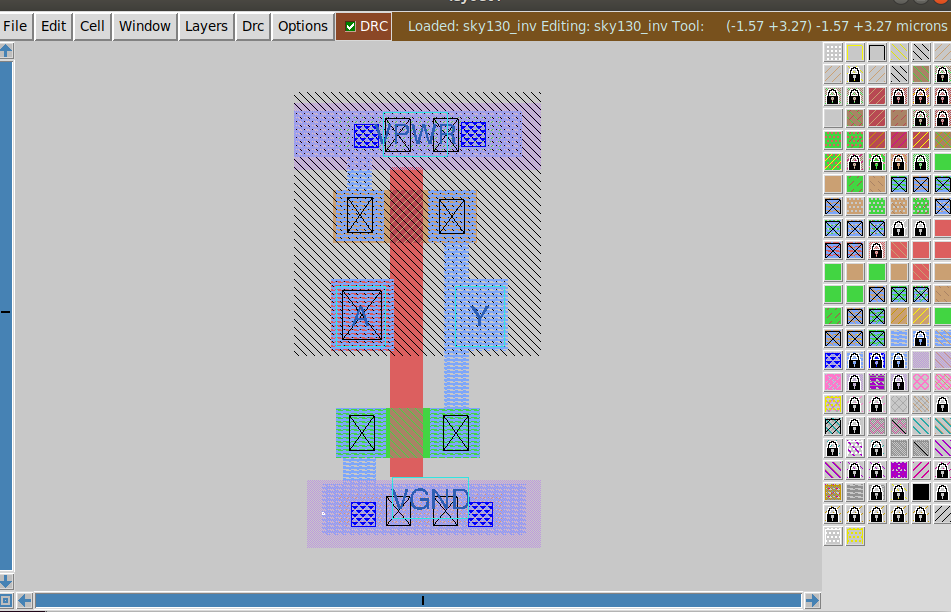 File Edit Cell Window Layers Drc Options DRC Loaded: sky130_inv Editing: sky130_inv Tool: (-1.57 +3.27) -1.57 +3.27 microns
VPWR
A Y
VGND